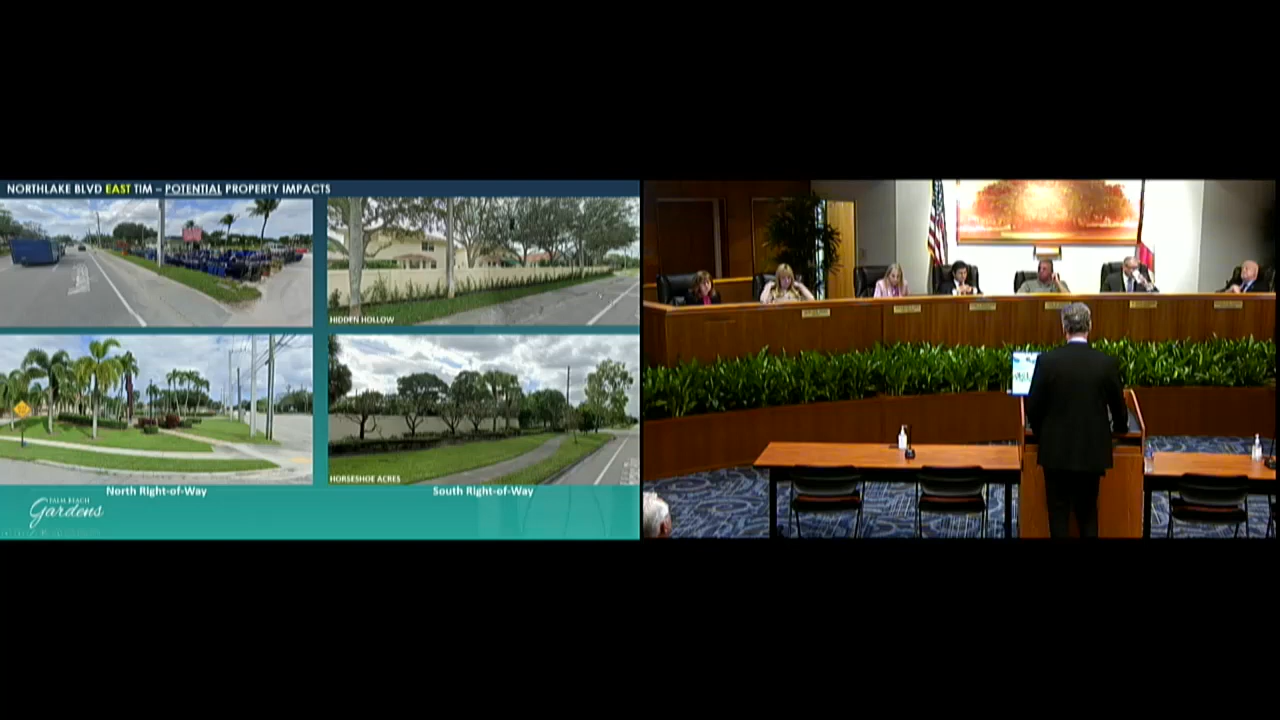 NORTHLAKE BLVD EAST TIM – POTENTIAL PROPERTY IMPACTS
HIDDEN HOLLOW
HORSESHOE ACRES
North Right-of-Way
South Right-of-Way
PALM BEACH
Gardens